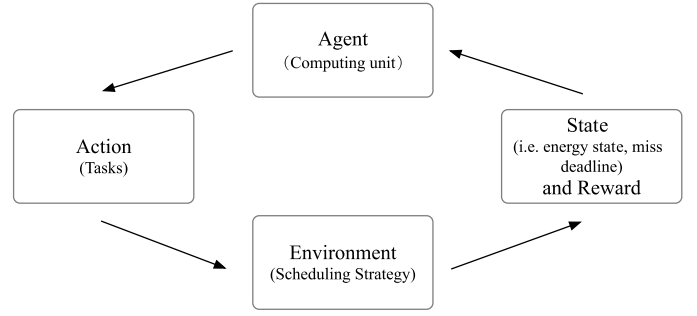 Agent
（Computing unit）
Action
(Tasks)
State
(i.e. energy state, miss
deadline)
and Reward
Environment
(Scheduling Strategy)